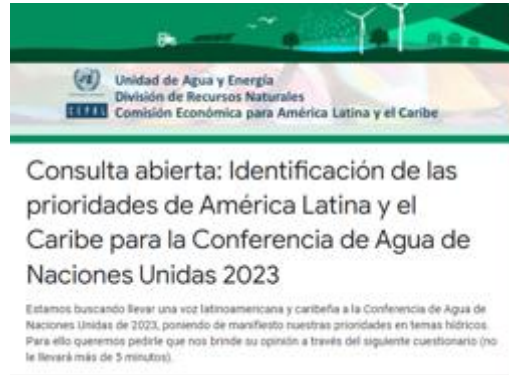 Unidad de Agua y Energía
División de Recursos Naturales
CEPAL Comisión Económica para América Latina y el Caribe
Consulta abierta: Identificación de las
prioridades de América Latina y el
Caribe para la Conferencia de Agua de
Naciones Unidas 2023
Estamos buscando llevar una voz latinoamericana y caribeña a la Conferencia de Agua de
Naciones Unidas de 2023, poniendo de manifiesto nuestras prioridades en temas hídricos.
Para ello queremos pedirle que nos brinde su opinión a través del siguiente cuestionario (no
le llevará más de 5 minutos).